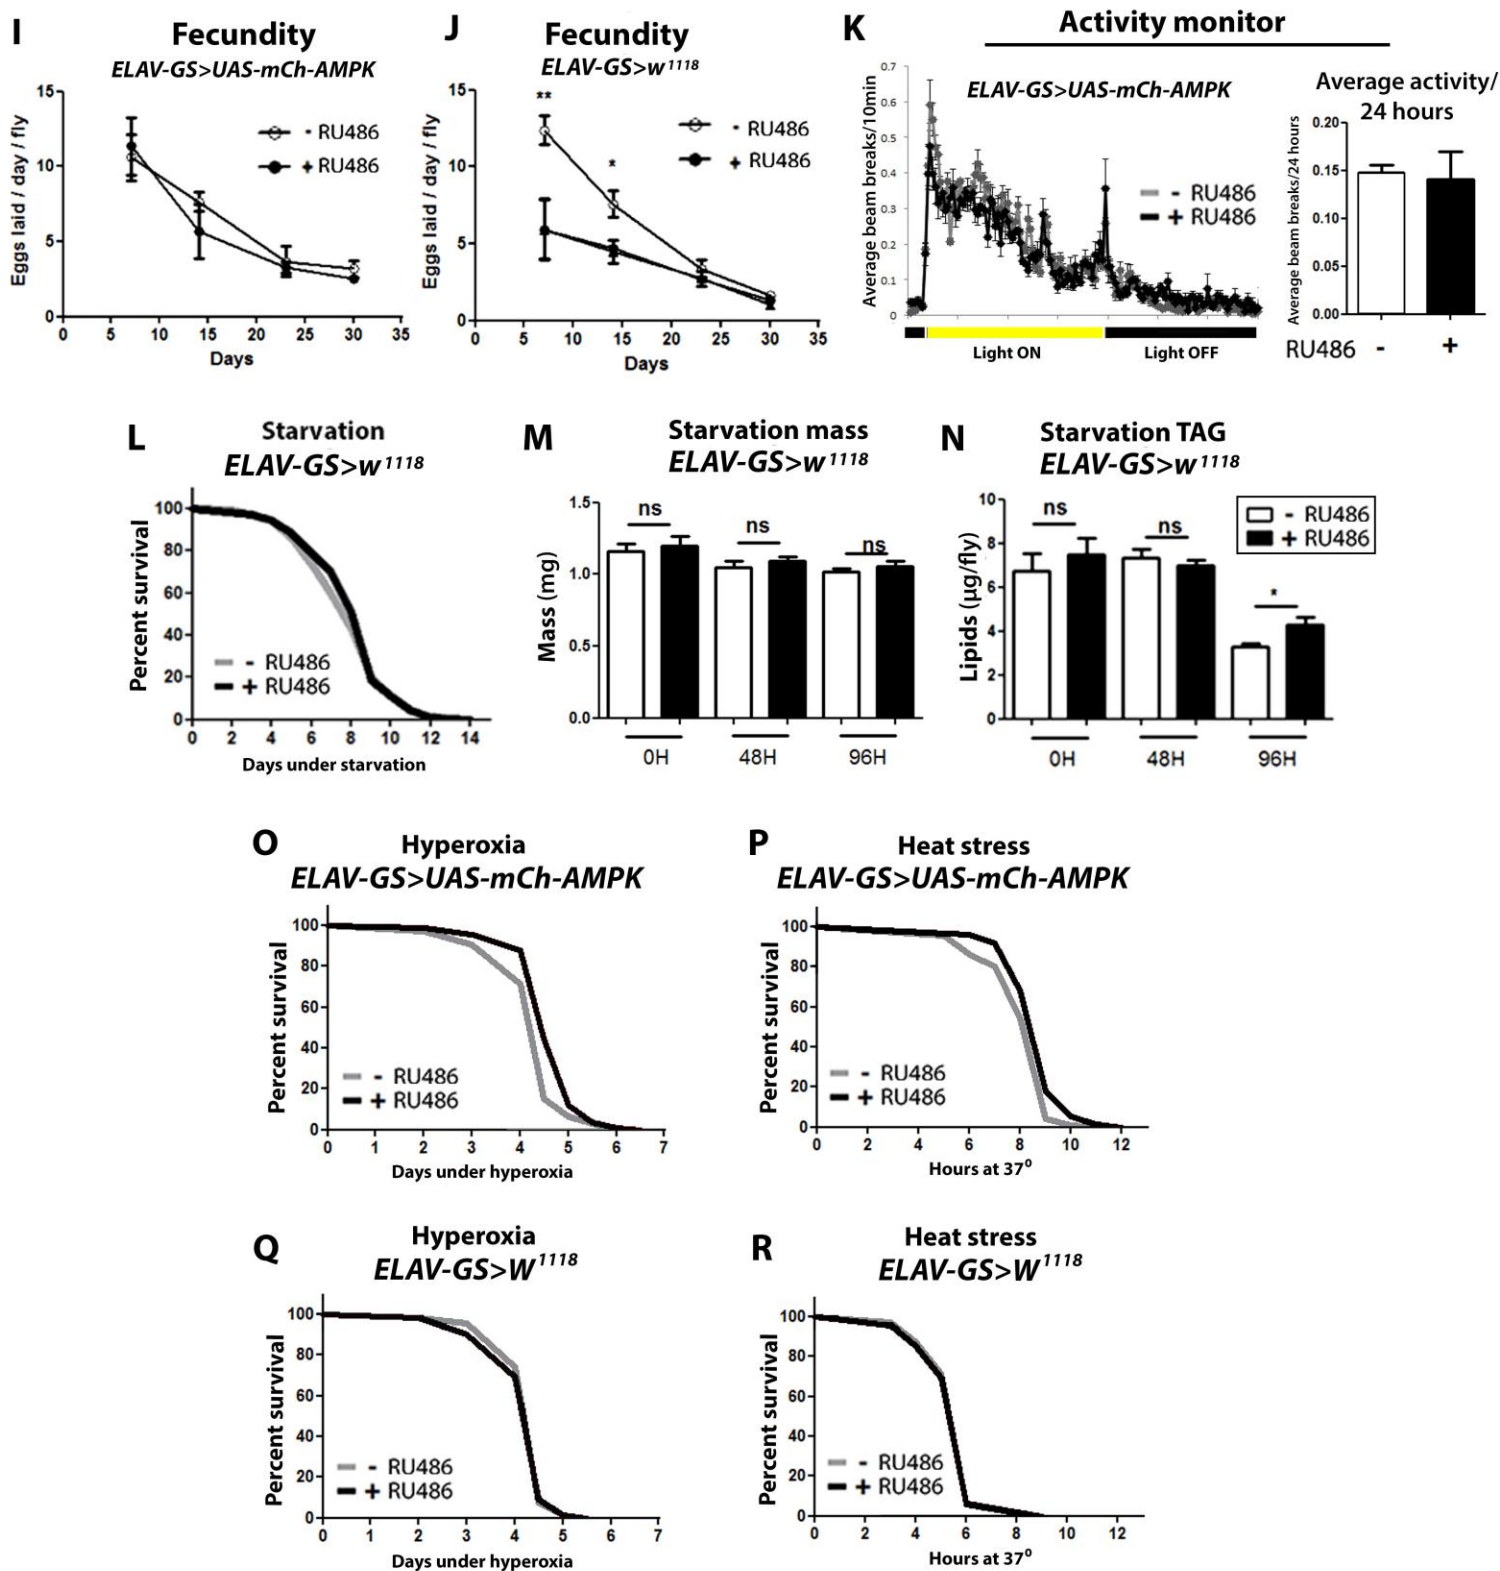 I
Fecundity
ELAV-GS>UAS-mCh-AMPK
Eggs laid / day / fly
15
10
5
0
- RU486
+ RU486
0 5 10 15 20 25 30 35
Days
J
Fecundity
ELAV-GS>w1118
Eggs laid / day / fly
15
10
5
0
**
*
- RU486
+ RU486
0 5 10 15 20 25 30 35
Days
K
Activity monitor
ELAV-GS>UAS-mCh-AMPK
Average beam breaks/10min
0.7
0.6
0.5
0.4
0.3
0.2
0.1
0
- RU486
+ RU486
Light ON Light OFF
Average activity/
24 hours
Average beam breaks/24 hours
0.20
0.15
0.10
0.05
0.00
RU486 - +
L
Starvation
ELAV-GS>w1118
Percent survival
100
80
60
40
20
0
- RU486
+ RU486
0 2 4 6 8 10 12 14
Days under starvation
M
Starvation mass
ELAV-GS>w1118
Mass (mg)
1.5
1.0
0.5
0.0
ns ns ns
0H 48H 96H
N
Starvation TAG
ELAV-GS>w1118
Lipids (µg/fly)
10
8
6
4
2
0
ns ns *
- RU486
+ RU486
0H 48H 96H
O
Hyperoxia
ELAV-GS>UAS-mCh-AMPK
Percent survival
100
80
60
40
20
0
- RU486
+ RU486
0 1 2 3 4 5 6 7
Days under hyperoxia
P
Heat stress
ELAV-GS>UAS-mCh-AMPK
Percent survival
100
80
60
40
20
0
- RU486
+ RU486
0 2 4 6 8 10 12
Hours at 37⁰
Q
Hyperoxia
ELAV-GS>W1118
Percent survival
100
80
60
40
20
0
- RU486
+ RU486
0 1 2 3 4 5 6 7
Days under hyperoxia
R
Heat stress
ELAV-GS>W1118
Percent survival
100
80
60
40
20
0
- RU486
+ RU486
0 2 4 6 8 10 12
Hours at 37⁰